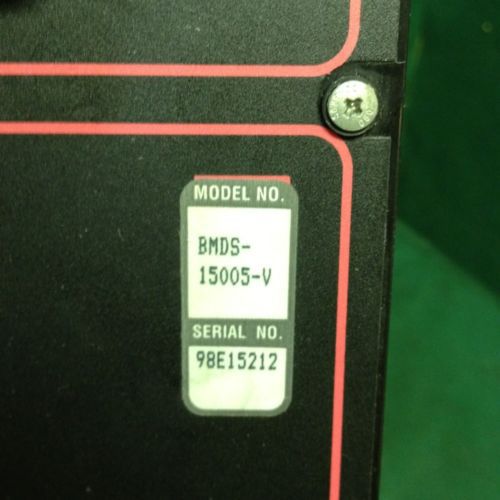 MODEL NO.
BMDS-
15005-V
SERIAL NO.
98E15212